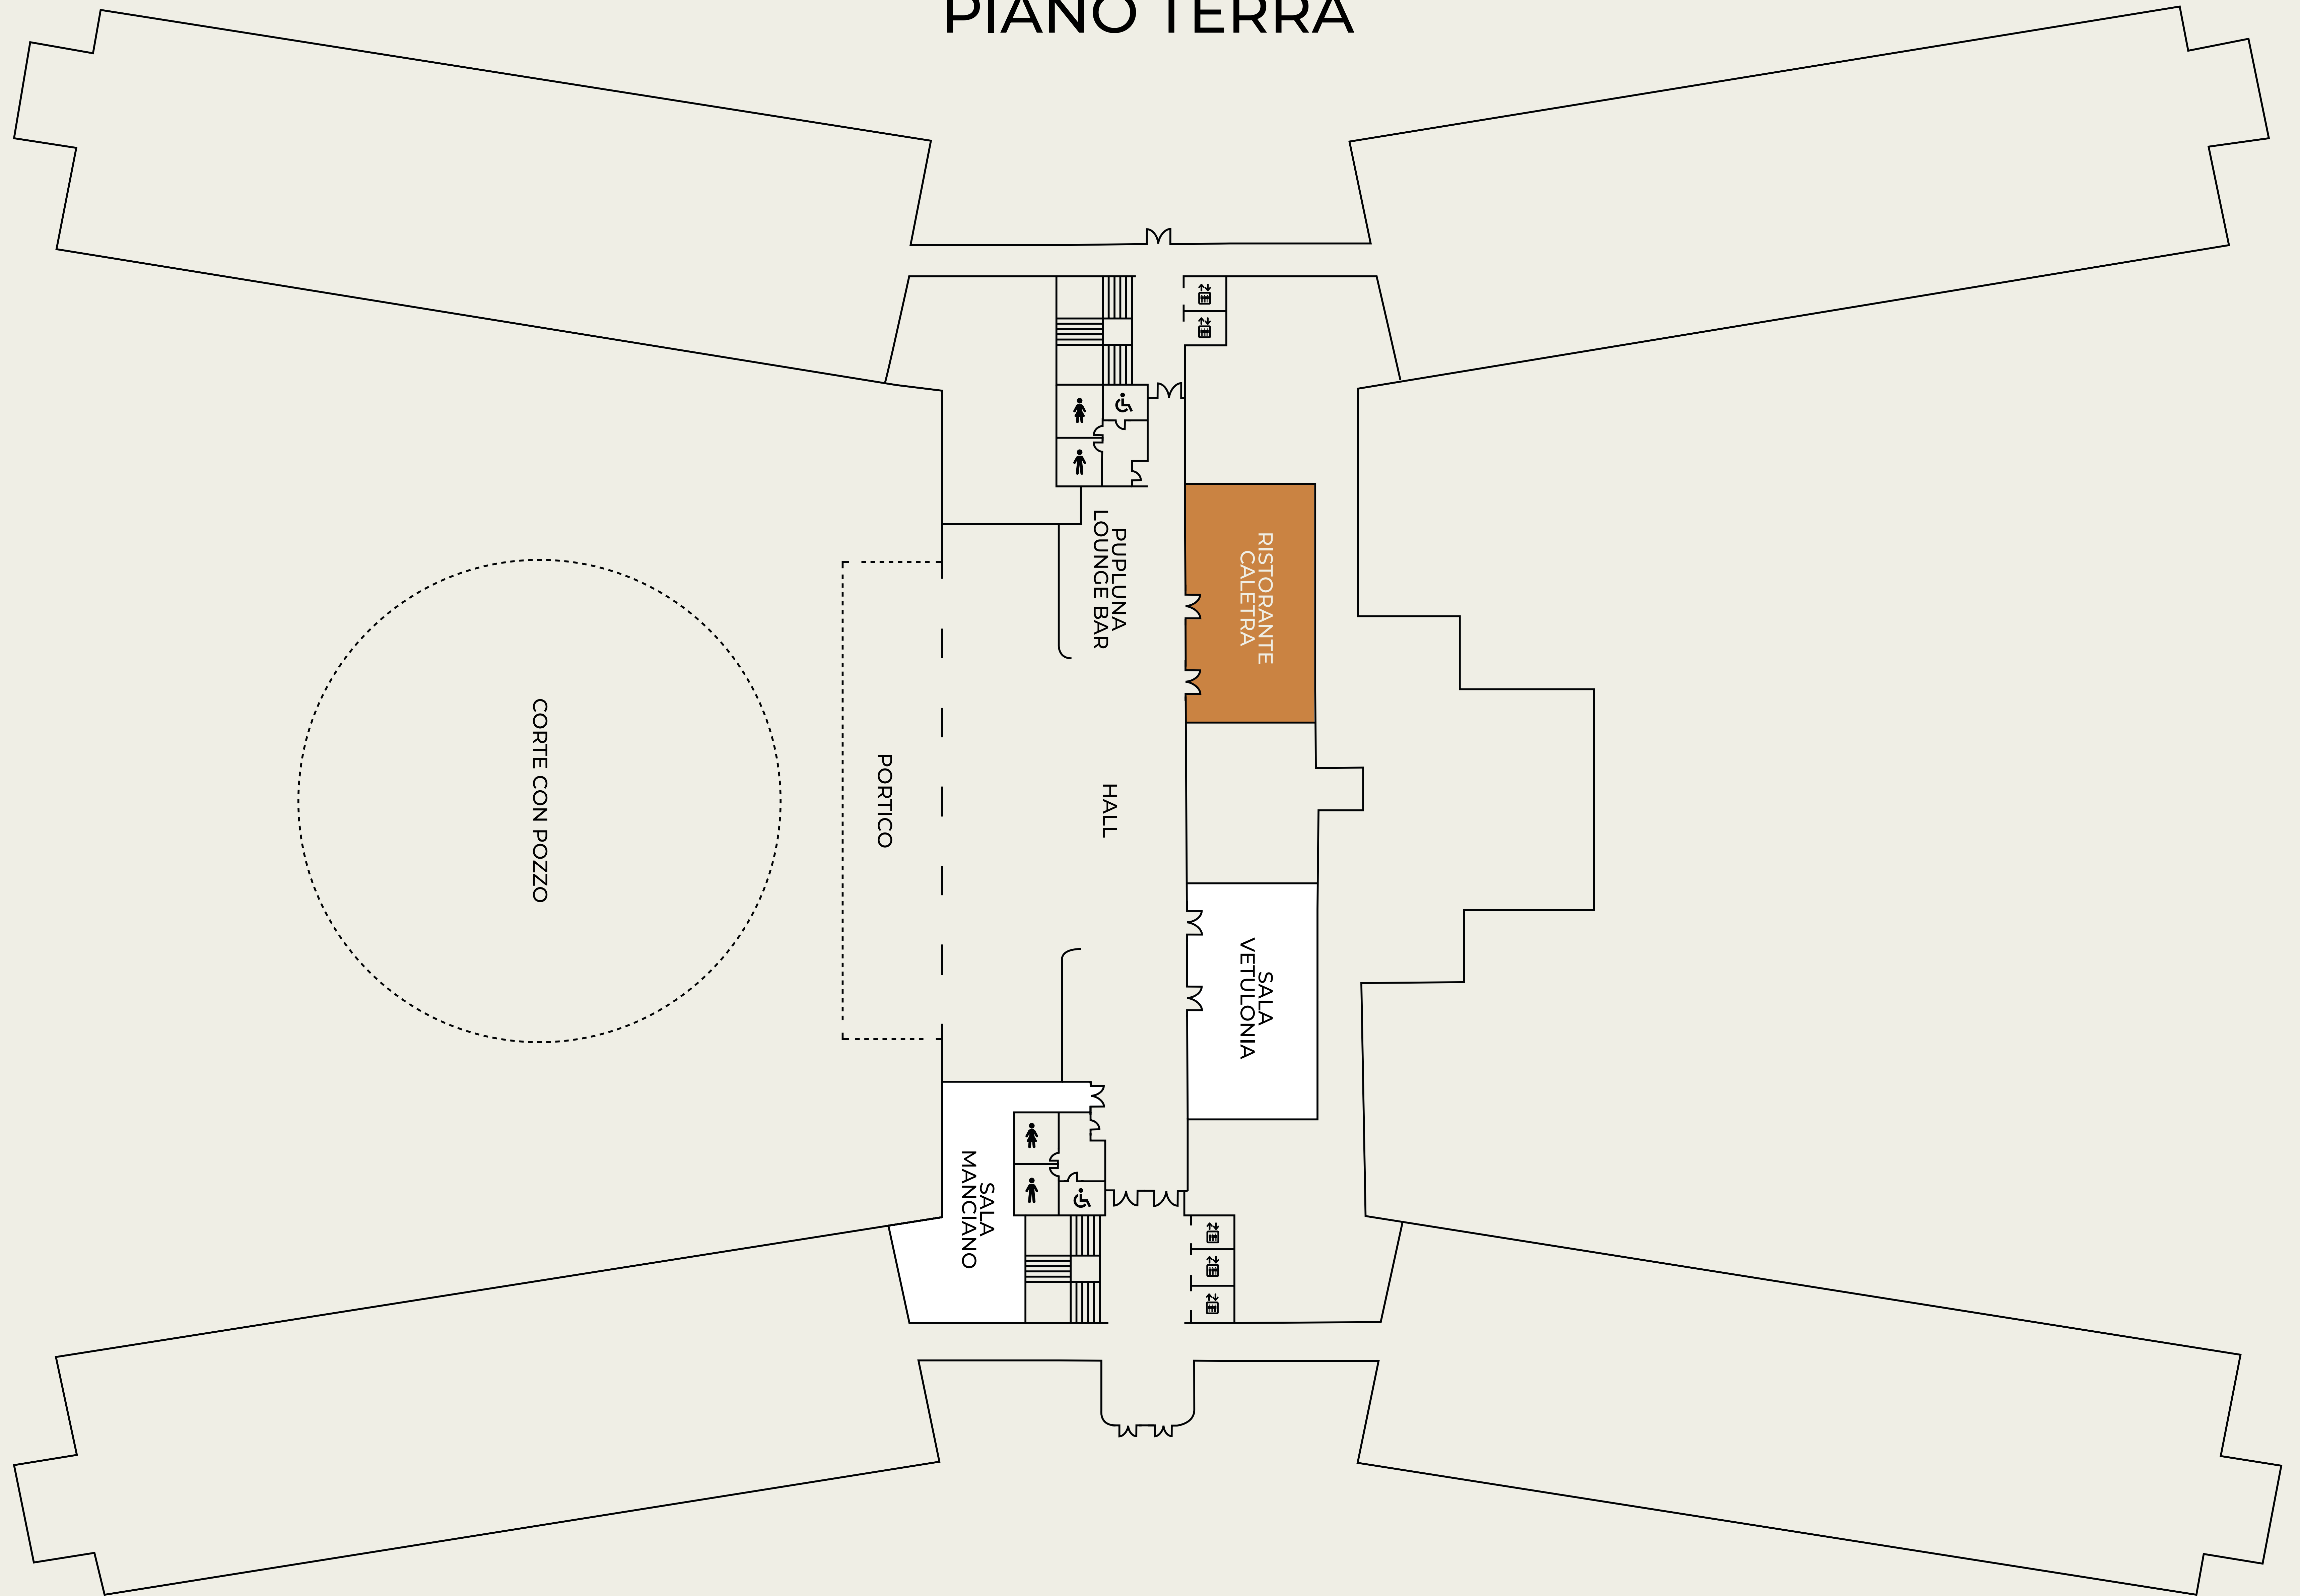 PIANO TERRA
PUPLUNA
LOUNGE BAR
RISTORANTE
CALETRA
CORTE CON POZZO
PORTICO
HALL
SALA
VETULONIA
SALA
MANCIANO